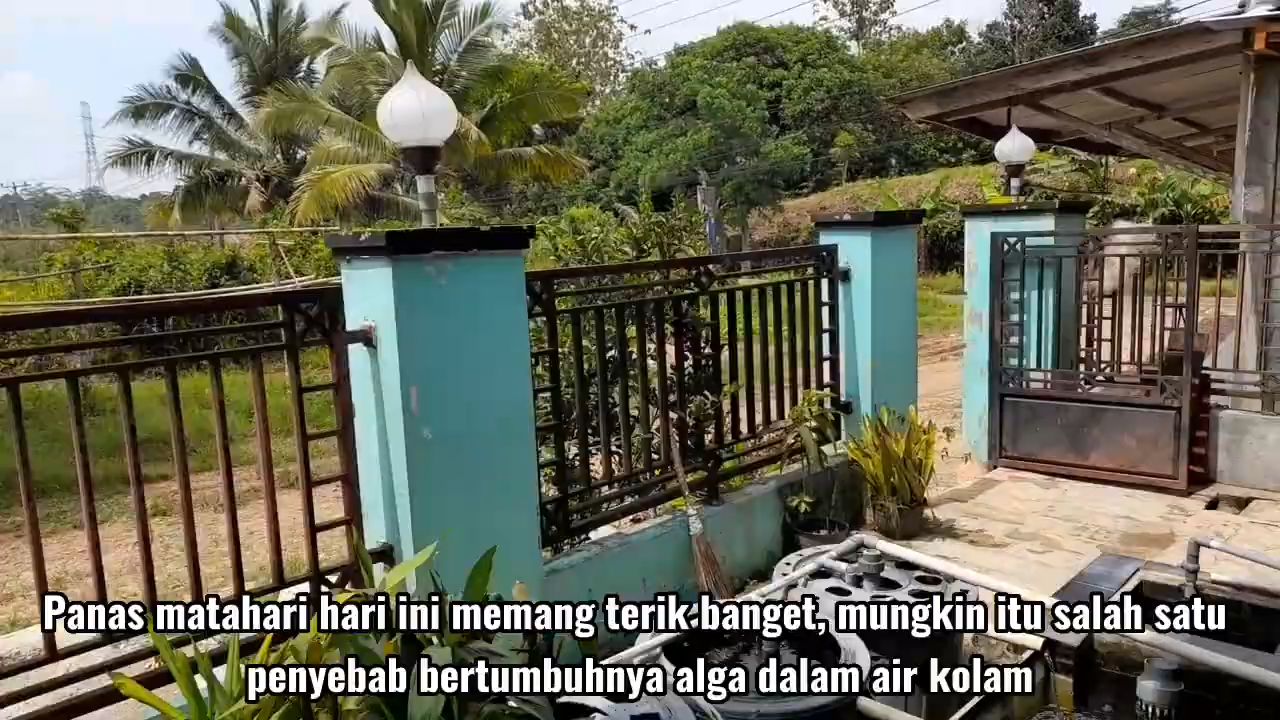 Panas matahari hari ini memang terik banget, mungkin itu salah satu
penyebab bertumbuhnya alga dalam air kolam